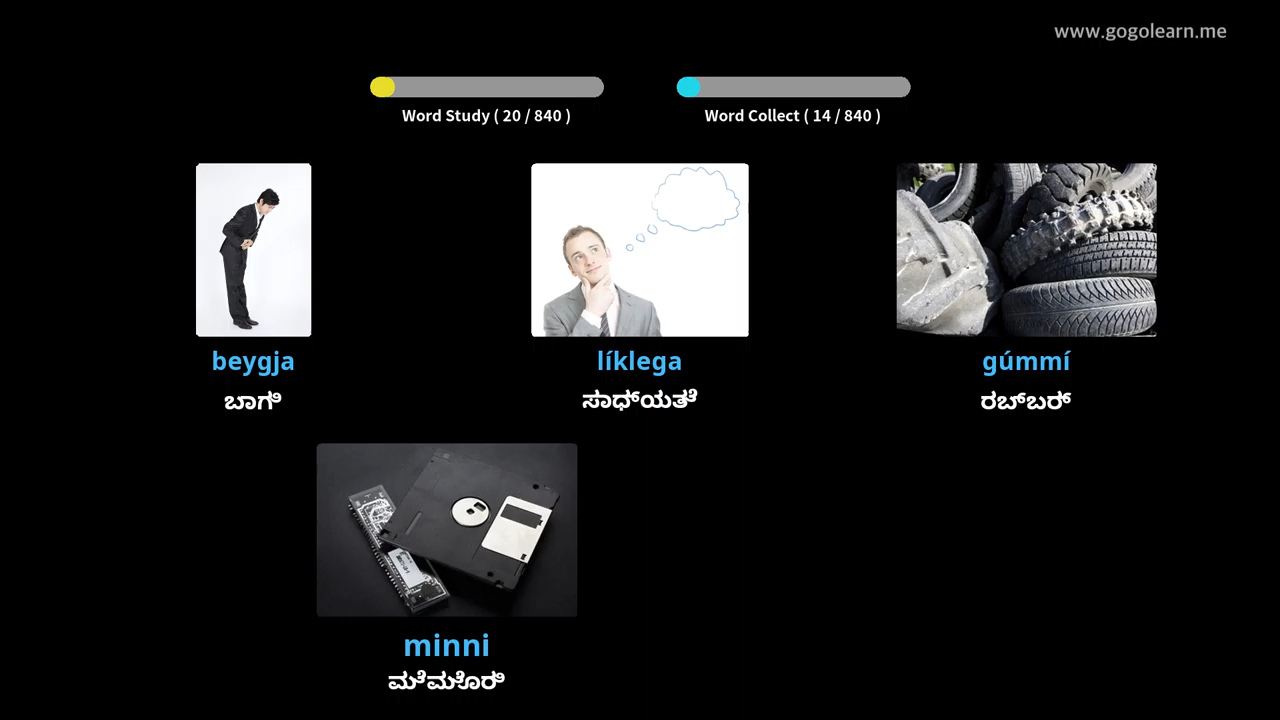 www.gogolearn.me
Word Study ( 20 / 840 )
Word Collect ( 14 / 840 )
beygja
líklega
gúmmí
ಬಾಗಿ
ಸಾಧ್ಯತೆ
ರಬ್ಬರ್
minni
ಮೆಮೊರಿ